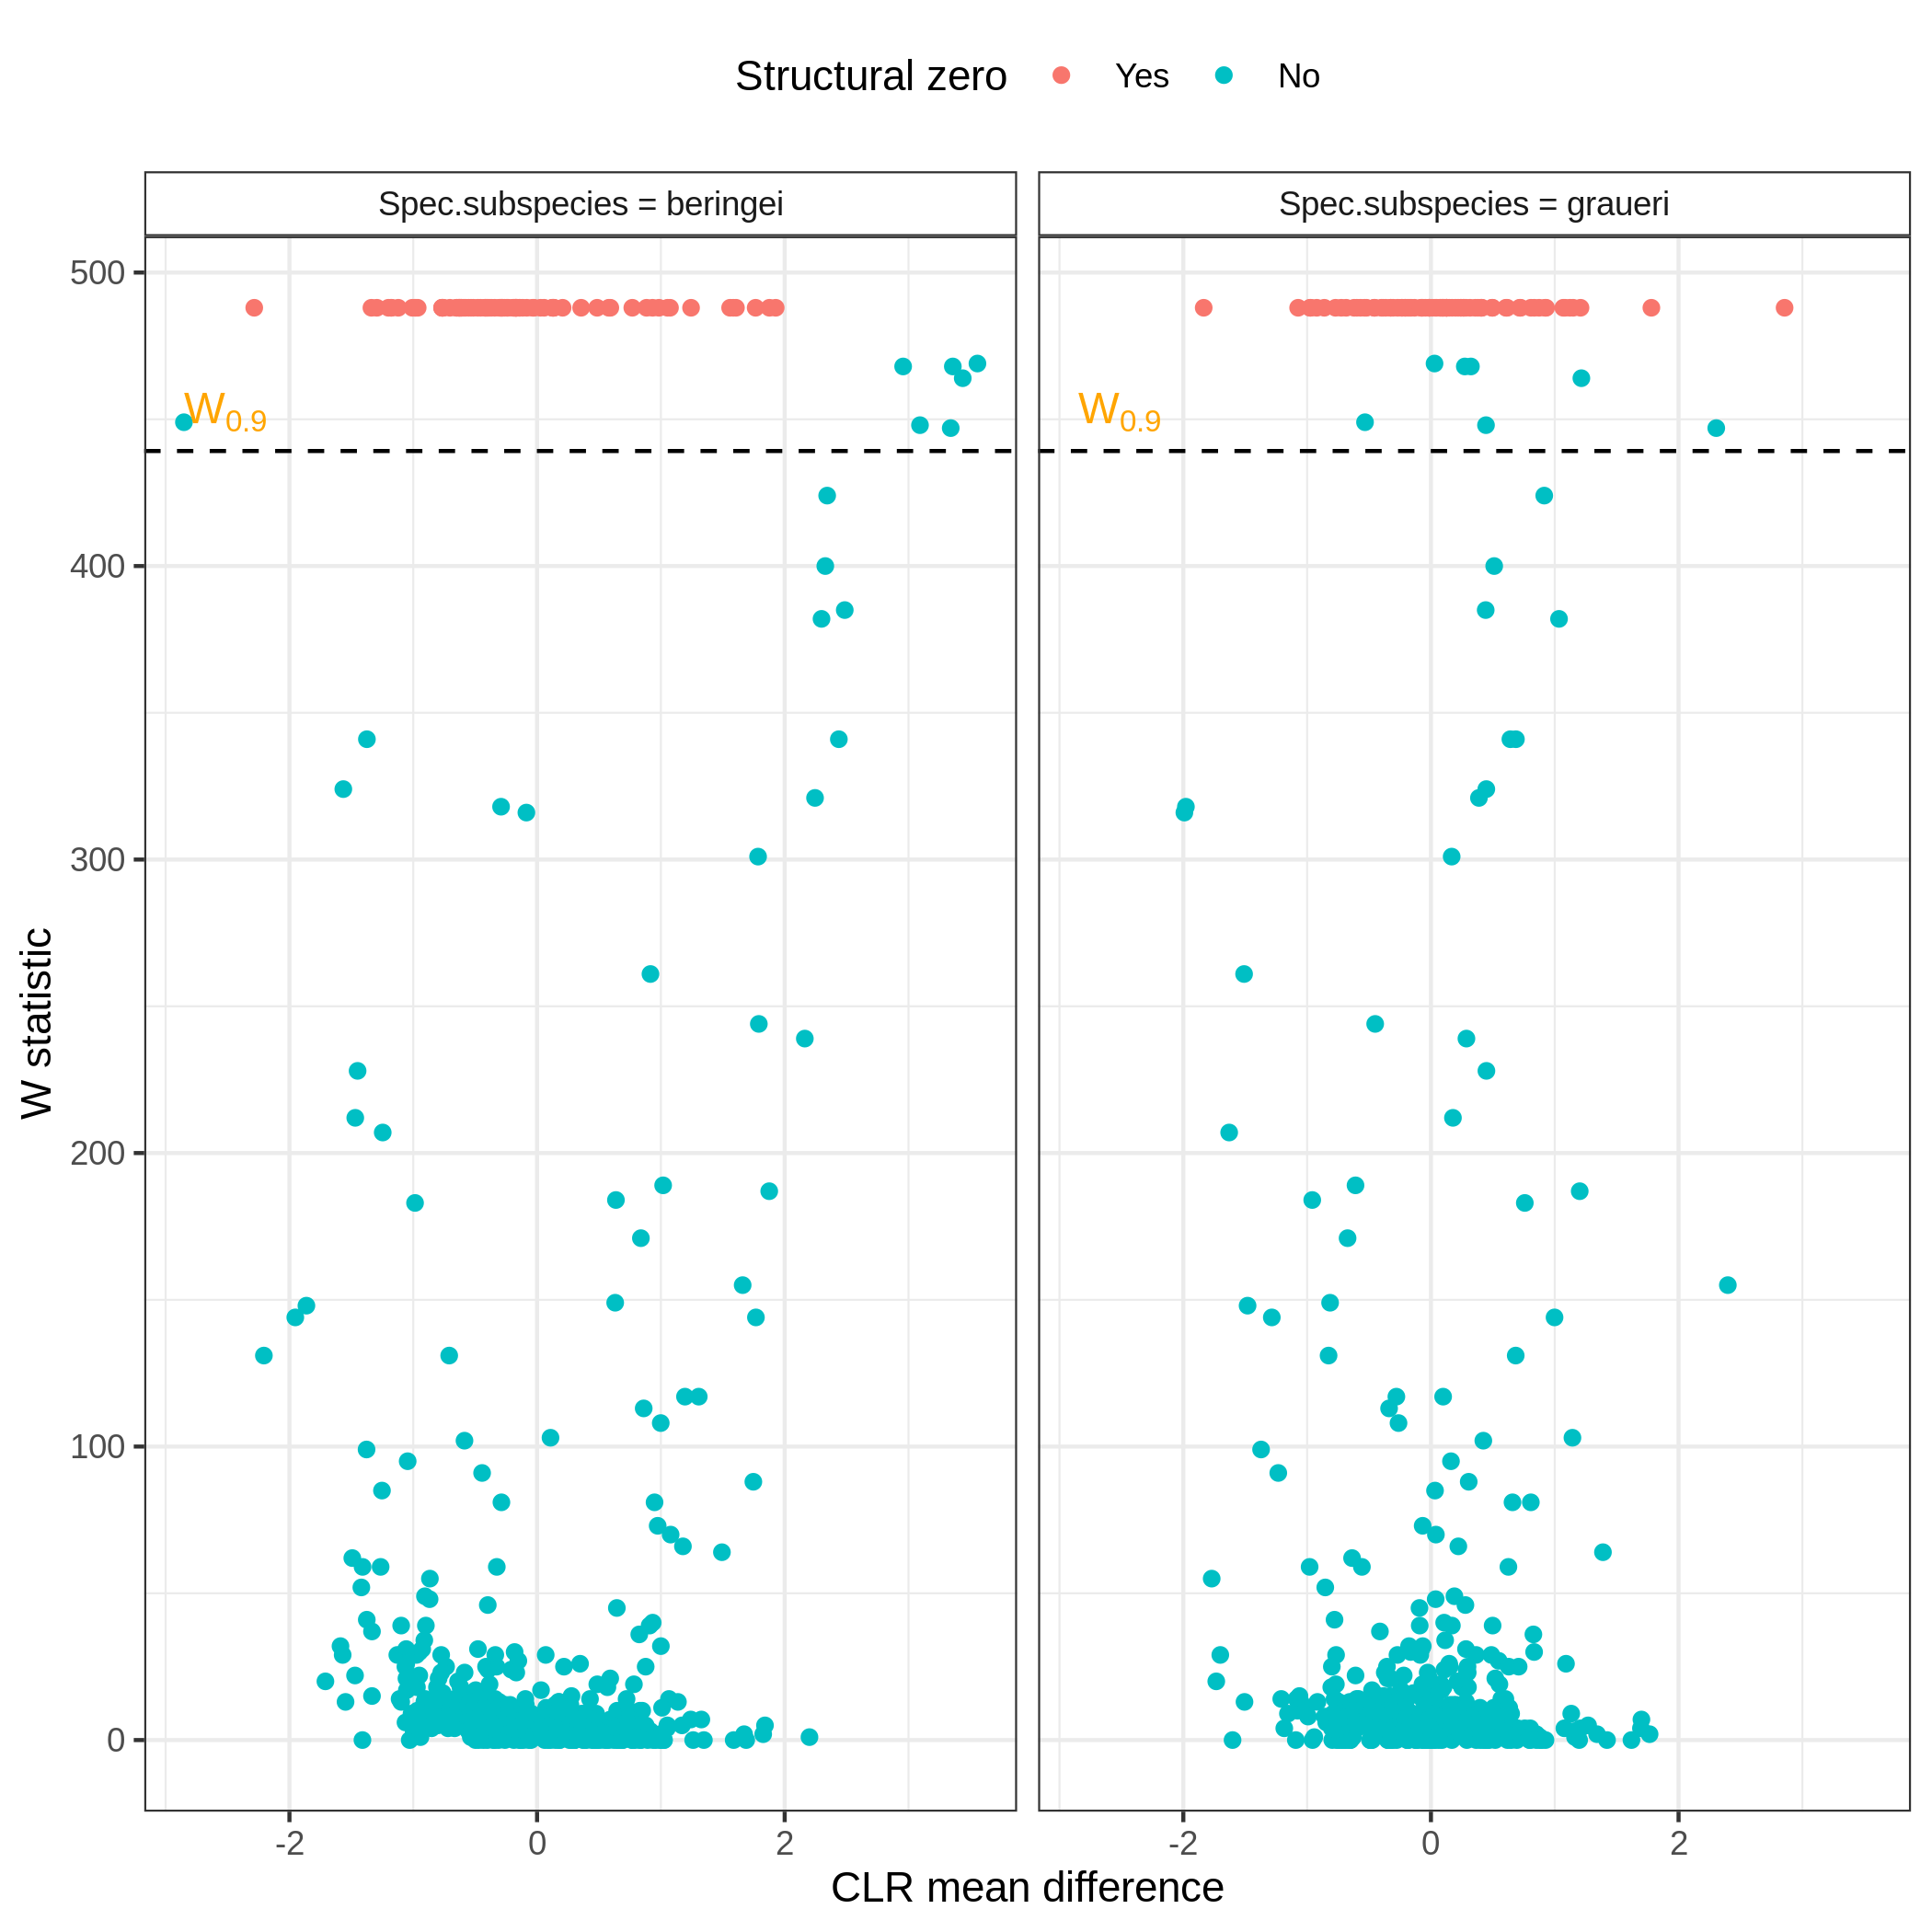 Structural zero Yes No
Spec.subspecies = beringei Spec.subspecies = graueri
500
W0.9 W0.9
400
300
W statistic
200
100
0
-2 0 2 -2 0 2
CLR mean difference